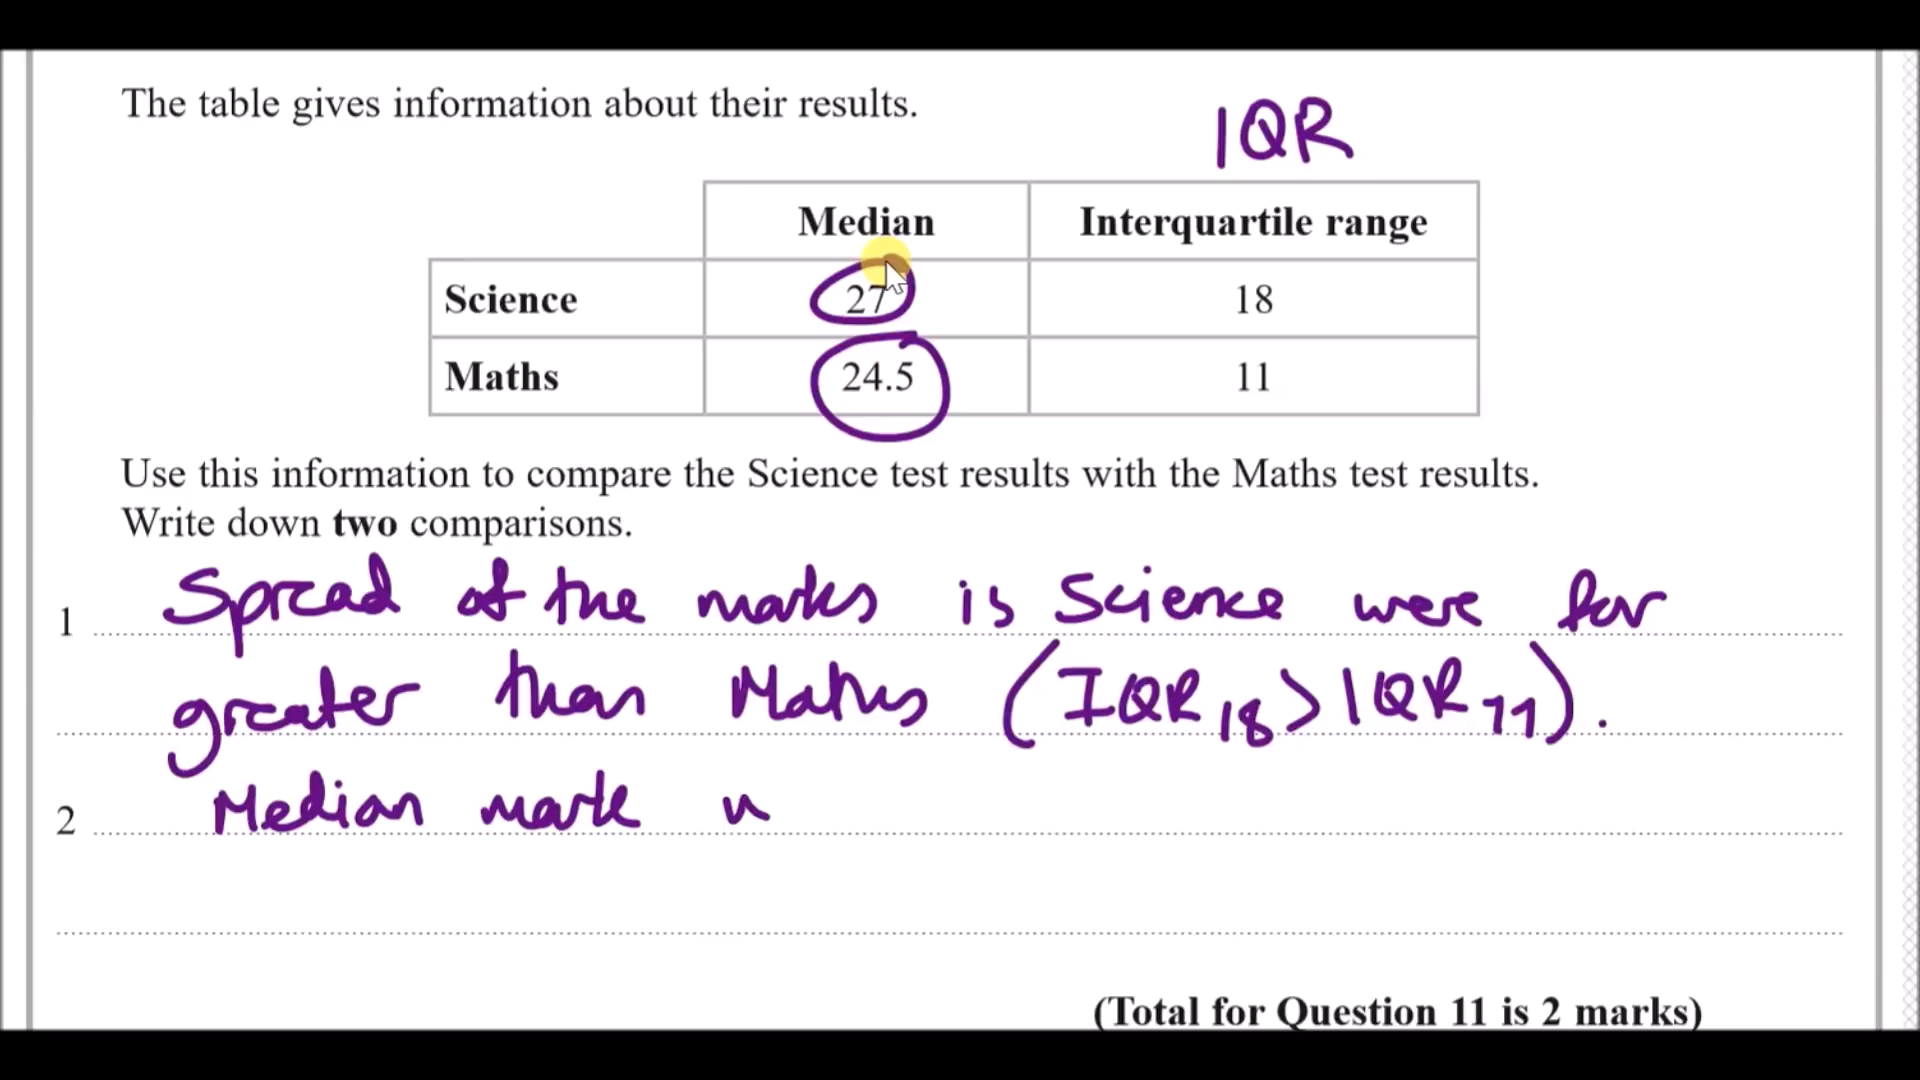 The table gives information about their results.
IQR
Median Interquartile range
Science 27 18
Maths 24.5 11
Use this information to compare the Science test results with the Maths test results.
Write down two comparisons.
1 Spread of the marks is Science were far
greater than Maths (IQR 18 > IQR 11).
2 Median mark
(Total for Question 11 is 2 marks)